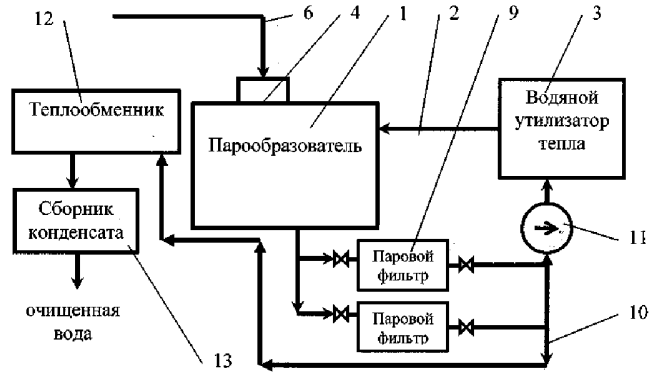 12
6
4
1
2
9
3
Теплообменник
Парообразователь
Водяной
утилизатор
тепла
Сборник
конденсата
Паровой
фильтр
11
очищенная
вода
Паровой
фильтр
10
13